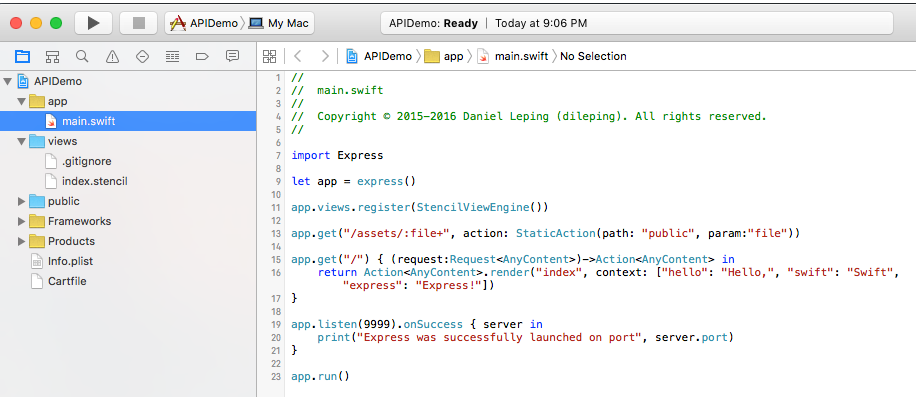 APIDemo
My Mac
APIDemo: Ready | Today at 9:06 PM
APIDemo
app
main.swift
No Selection
APIDemo
app
main.swift
views
.gitignore
index.stencil
public
Frameworks
Products
Info.plist
Cartfile
1 //
2 //  main.swift
3 //
4 //  Copyright © 2015-2016 Daniel Leping (dileping). All rights reserved.
5 //
6
7 import Express
8
9 let app = express()
10
11 app.views.register(StencilViewEngine())
12
13 app.get("/assets/:file+", action: StaticAction(path: "public", param:"file"))
14
15 app.get("/") { (request:Request<AnyContent>)->Action<AnyContent> in
16     return Action<AnyContent>.render("index", context: ["hello": "Hello,", "swift": "Swift",
"express": "Express!"])
17 }
18
19 app.listen(9999).onSuccess { server in
20     print("Express was successfully launched on port", server.port)
21 }
22
23 app.run()